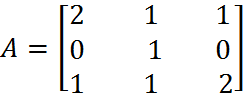 A = [2 1 1
0 1 0
1 1 2]